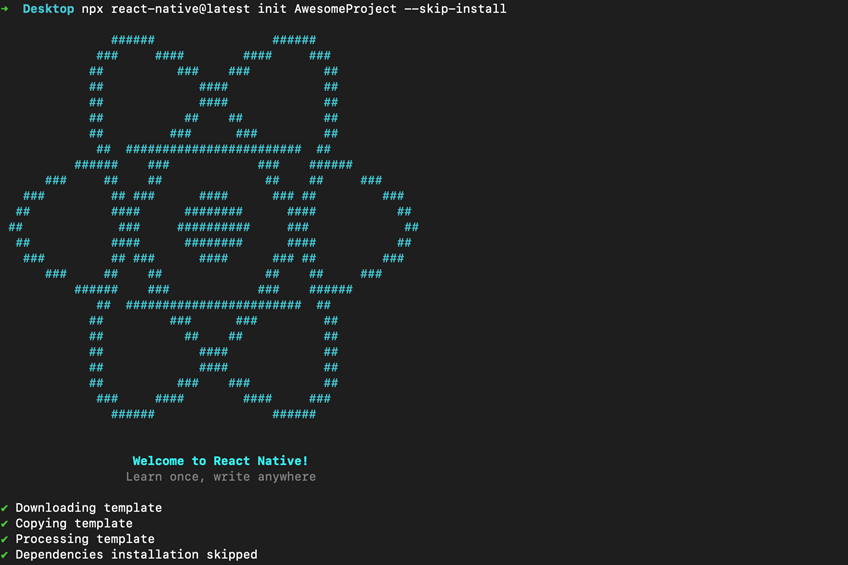 ➜  Desktop npx react-native@latest init AwesomeProject --skip-install
Welcome to React Native!
Learn once, write anywhere
✔ Downloading template
✔ Copying template
✔ Processing template
✔ Dependencies installation skipped